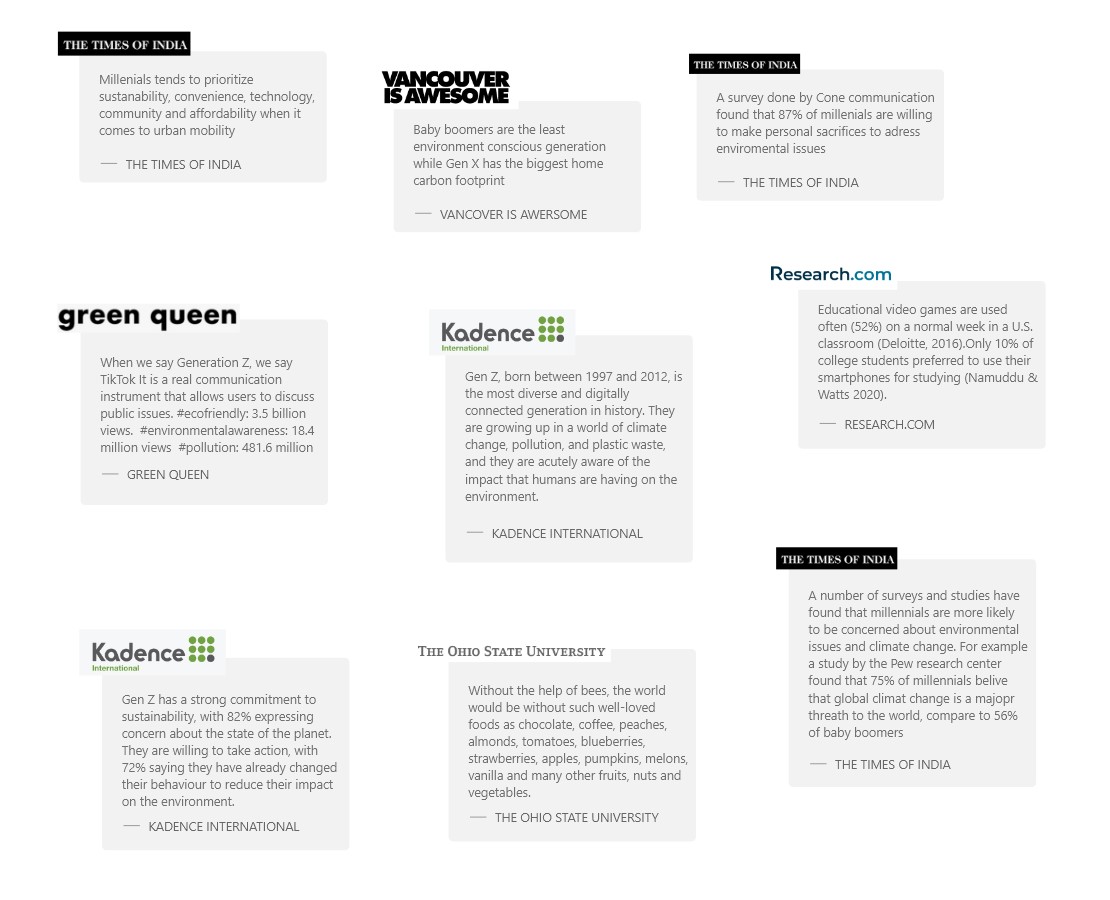 THE TIMES OF INDIA
Millenials tends to prioritize
sustanability, convenience, technology,
community and affordability when it
comes to urban mobility
— THE TIMES OF INDIA
VANCOUVER
IS AWESOME
Baby boomers are the least
environment conscious generation
while Gen X has the biggest home
carbon footprint
— VANCOVER IS AWERSOME
THE TIMES OF INDIA
A survey done by Cone communication
found that 87% of millenials are willing
to make personal sacrifices to adress
enviromental issues
— THE TIMES OF INDIA
green queen
When we say Generation Z, we say
TikTok It is a real communication
instrument that allows users to discuss
public issues. #ecofriendly: 3.5 billion
views.  #environmentalawareness: 18.4
million views  #pollution: 481.6 million
— GREEN QUEEN
Kadence
International
Gen Z, born between 1997 and 2012, is
the most diverse and digitally
connected generation in history. They
are growing up in a world of climate
change, pollution, and plastic waste,
and they are acutely aware of the
impact that humans are having on the
environment.
— KADENCE INTERNATIONAL
Research.com
Educational video games are used
often (52%) on a normal week in a U.S.
classroom (Deloitte, 2016).Only 10% of
college students preferred to use their
smartphones for studying (Namuddu &
Watts 2020).
— RESEARCH.COM
Kadence
International
Gen Z has a strong commitment to
sustainability, with 82% expressing
concern about the state of the planet.
They are willing to take action, with
72% saying they have already changed
their behaviour to reduce their impact
on the environment.
— KADENCE INTERNATIONAL
THE OHIO STATE UNIVERSITY
Without the help of bees, the world
would be without such well-loved
foods as chocolate, coffee, peaches,
almonds, tomatoes, blueberries,
strawberries, apples, pumpkins, melons,
vanilla and many other fruits, nuts and
vegetables.
— THE OHIO STATE UNIVERSITY
THE TIMES OF INDIA
A number of surveys and studies have
found that millennials are more likely
to be concerned about environmental
issues and climate change. For example
a study by the Pew research center
found that 75% of millennials belive
that global climat change is a majopr
threath to the world, compare to 56%
of baby boomers
— THE TIMES OF INDIA